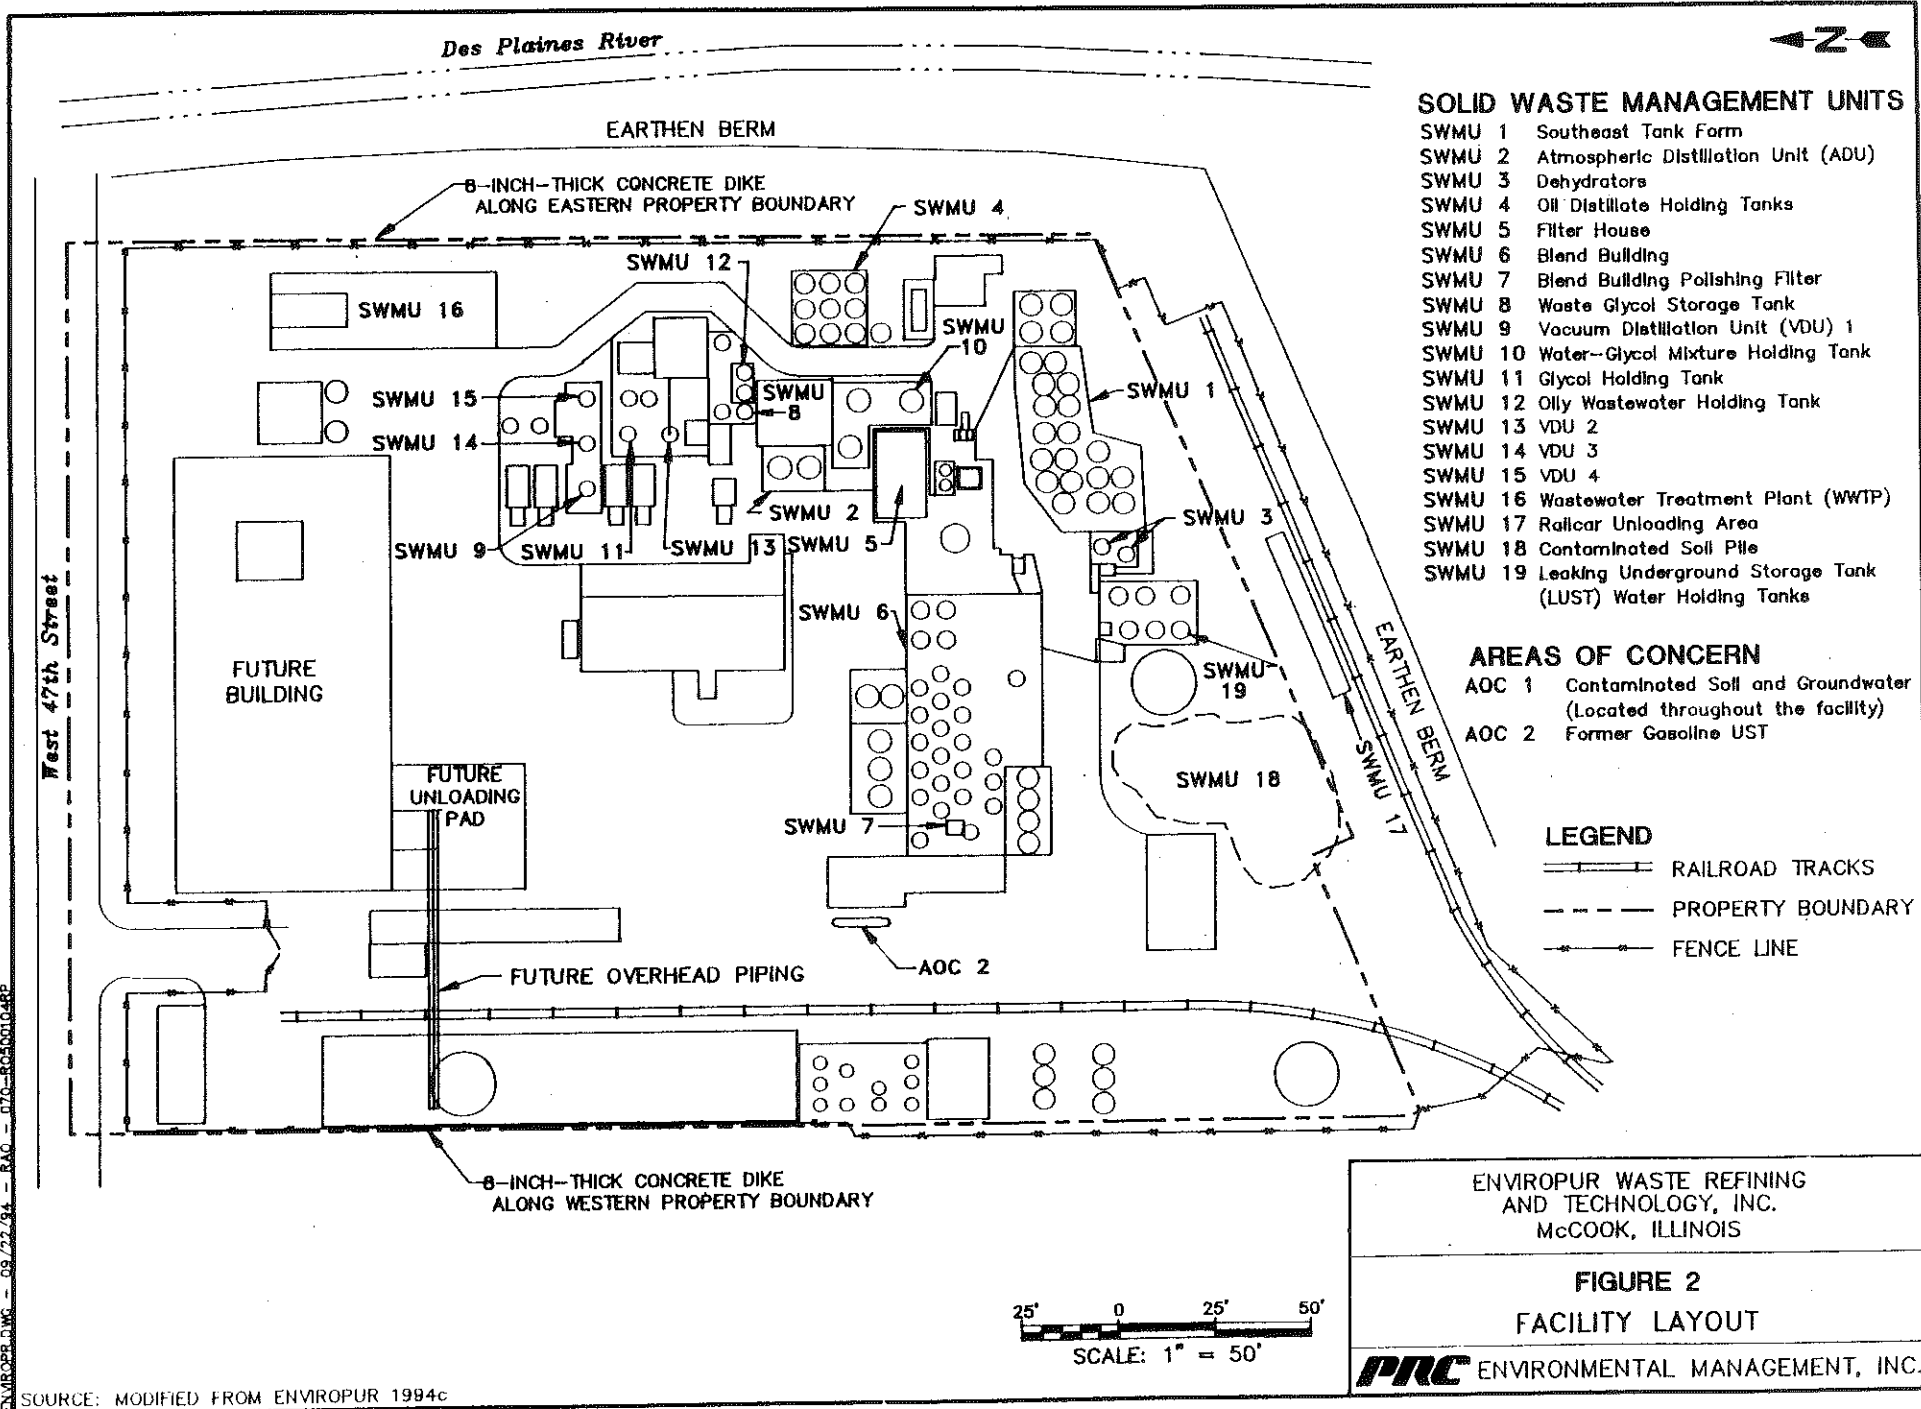 Des Plaines River
N
EARTHEN BERM
8-INCH-THICK CONCRETE DIKE
ALONG EASTERN PROPERTY BOUNDARY
SWMU 4
SWMU 12
SWMU 16
SWMU
10
SWMU 15
SWMU
8
SWMU 1
SWMU 14
SWMU 2
SWMU 3
SWMU 9
SWMU 11
SWMU 13
SWMU 5
West 47th Street
SWMU 6
FUTURE
BUILDING
SWMU
19
EARTHEN BERM
FUTURE
UNLOADING
PAD
SWMU 18
SWMU 17
SWMU 7
AOC 2
FUTURE OVERHEAD PIPING
8-INCH-THICK CONCRETE DIKE
ALONG WESTERN PROPERTY BOUNDARY
SOLID WASTE MANAGEMENT UNITS
SWMU 1 Southeast Tank Farm
SWMU 2 Atmospheric Distillation Unit (ADU)
SWMU 3 Dehydrators
SWMU 4 Oil Distillate Holding Tanks
SWMU 5 Filter House
SWMU 6 Blend Building
SWMU 7 Blend Building Polishing Filter
SWMU 8 Waste Glycol Storage Tank
SWMU 9 Vacuum Distillation Unit (VDU) 1
SWMU 10 Water-Glycol Mixture Holding Tank
SWMU 11 Glycol Holding Tank
SWMU 12 Oily Wastewater Holding Tank
SWMU 13 VDU 2
SWMU 14 VDU 3
SWMU 15 VDU 4
SWMU 16 Wastewater Treatment Plant (WWTP)
SWMU 17 Railcar Unloading Area
SWMU 18 Contaminated Soil Pile
SWMU 19 Leaking Underground Storage Tank
(LUST) Water Holding Tanks
AREAS OF CONCERN
AOC 1 Contaminated Soil and Groundwater
(Located throughout the facility)
AOC 2 Former Gasoline UST
LEGEND
RAILROAD TRACKS
PROPERTY BOUNDARY
FENCE LINE
25' 0 25' 50'
SCALE: 1" = 50'
ENVIROPUR WASTE REFINING
AND TECHNOLOGY, INC.
McCOOK, ILLINOIS
FIGURE 2
FACILITY LAYOUT
PRC ENVIRONMENTAL MANAGEMENT, INC.
SOURCE: MODIFIED FROM ENVIROPUR 1994c
09/22/94 - RAO